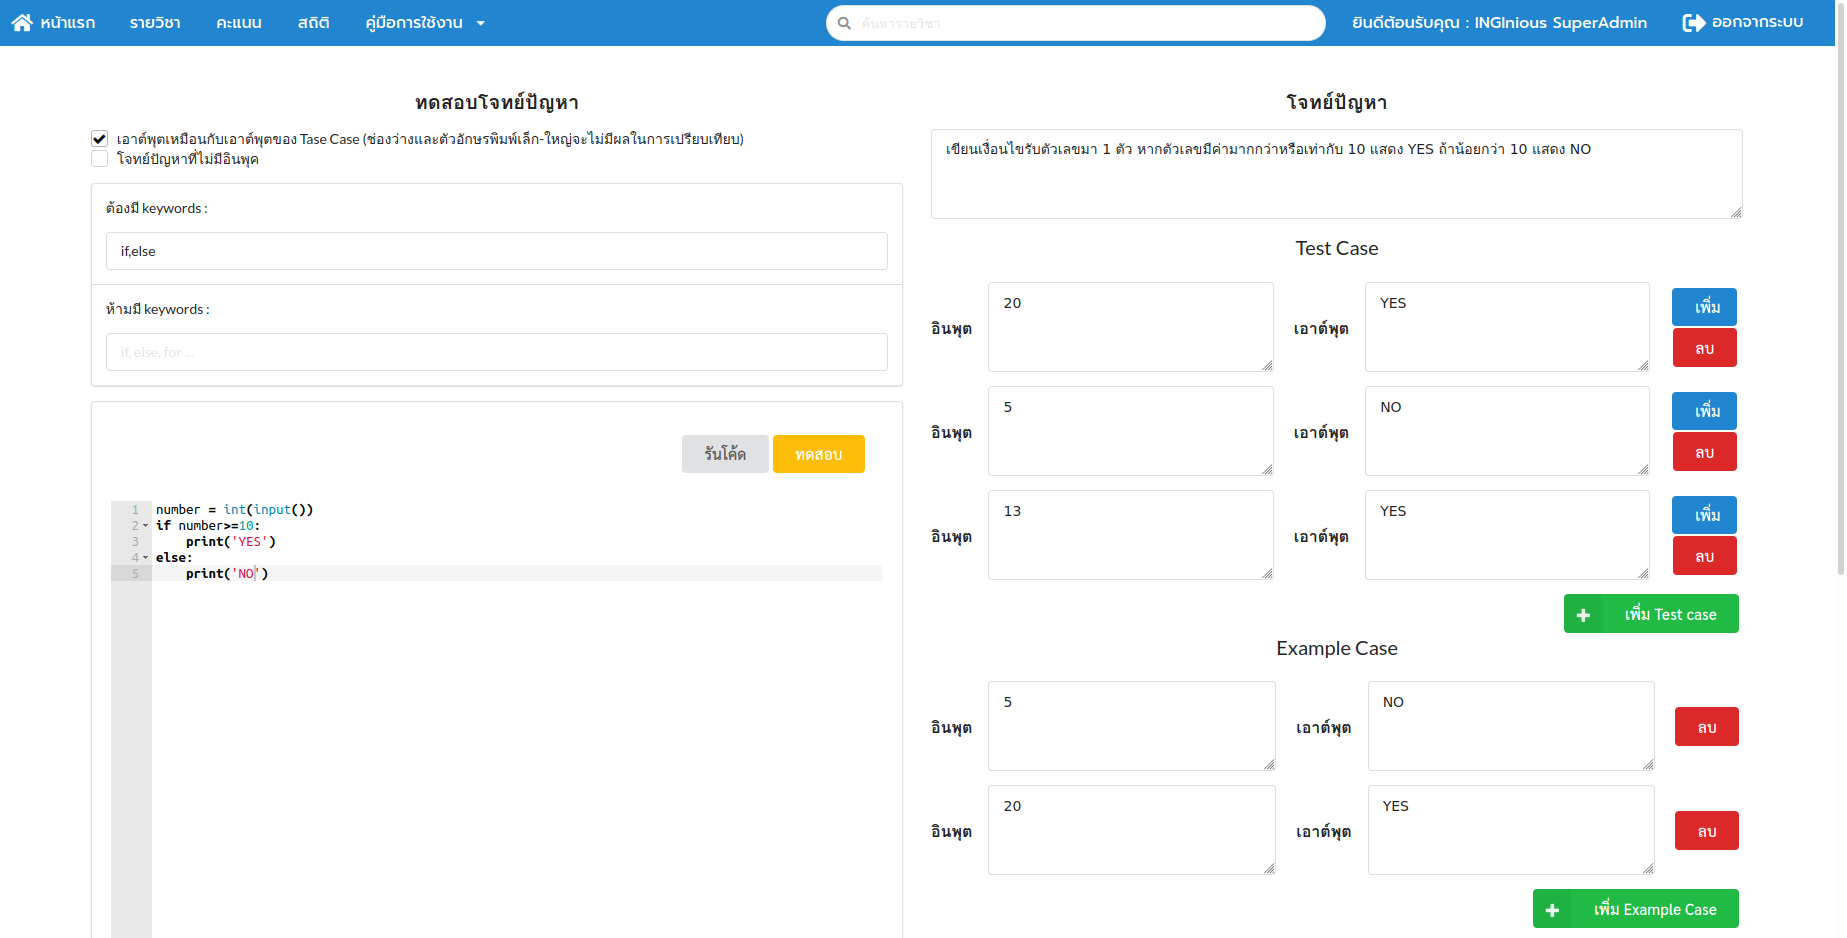 หน้าแรก รายวิชา คะแนน สถิติ คู่มือการใช้งาน ค้นหารายวิชา ยินดีต้อนรับคุณ : INGInious SuperAdmin ออกจากระบบ
ทดสอบโจทย์ปัญหา
เอาต์พุตเหมือนกับเอาต์พุตของ Tase Case (ช่องว่างและตัวอักษรพิมพ์เล็ก-ใหญ่จะไม่มีผลในการเปรียบเทียบ)
โจทย์ปัญหาที่ไม่มีอินพุค
ต้องมี keywords :
if,else
ห้ามมี keywords :
if, else, for ...
รันโค้ด ทดสอบ
1 number = int(input())
2 if number>=10:
3     print('YES')
4 else:
5     print('NO')
โจทย์ปัญหา
เขียนเงื่อนไขรับตัวเลขมา 1 ตัว หากตัวเลขมีค่ามากกว่าหรือเท่ากับ 10 แสดง YES ถ้าน้อยกว่า 10 แสดง NO
Test Case
อินพุต 20 เอาต์พุต YES เพิ่ม ลบ
อินพุต 5 เอาต์พุต NO เพิ่ม ลบ
อินพุต 13 เอาต์พุต YES เพิ่ม ลบ
เพิ่ม Test case
Example Case
อินพุต 5 เอาต์พุต NO ลบ
อินพุต 20 เอาต์พุต YES ลบ
เพิ่ม Example Case